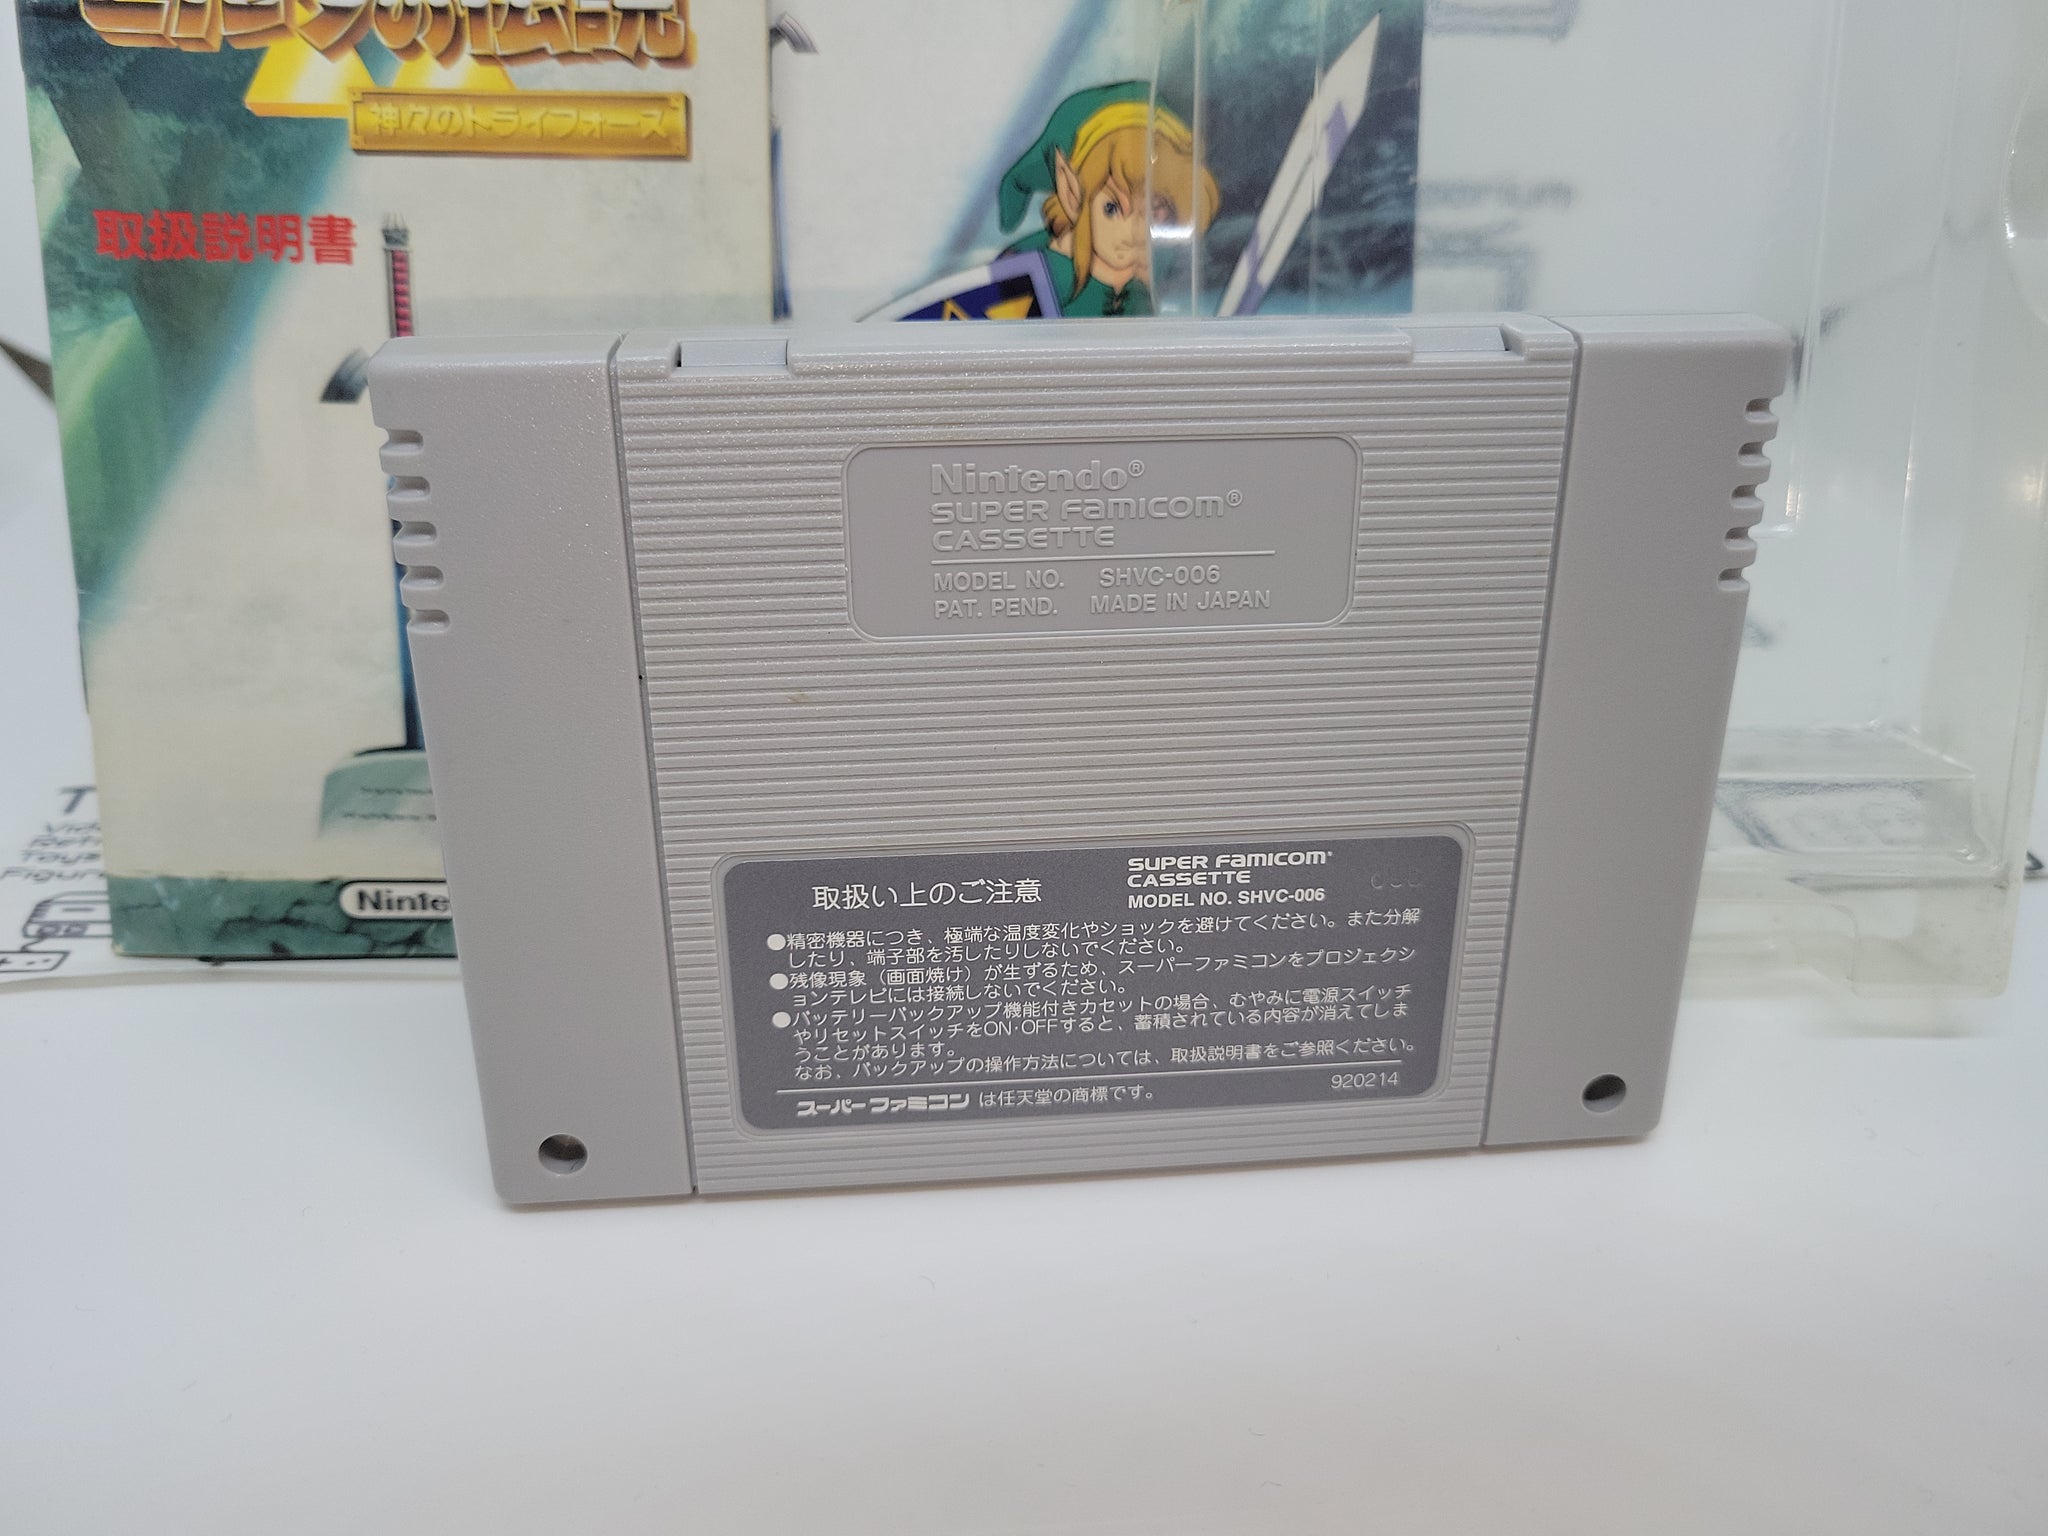 神々のトライフォース
取扱説明書
Nintendo®
SUPER FAMICOM®
CASSETTE
MODEL NO. SHVC-006
PAT. PEND. MADE IN JAPAN
取扱い上のご注意
SUPER FAMICOM®
CASSETTE
MODEL NO. SHVC-006
●精密機器につき、極端な温度変化やショックを避けてください。また分解
したり、端子部を汚したりしないでください。
●残像現象（画面焼け）が生ずるため、スーパーファミコンをプロジェクシ
ョンテレビには接続しないでください。
●バッテリーバックアップ機能付きカセットの場合、むやみに電源スイッチ
やリセットスイッチをON·OFFすると、蓄積されている内容が消えてしま
うことがあります。
なお、バックアップの操作方法については、取扱説明書をご参照ください。
スーパーファミコン は任天堂の商標です。
920214